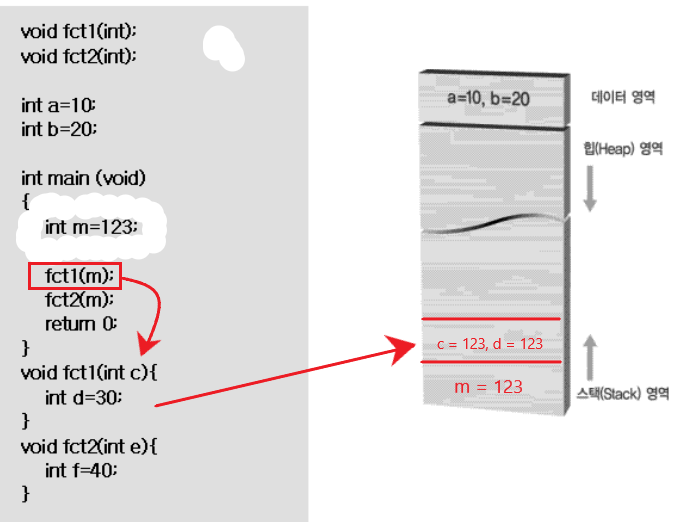 void fct1(int);
void fct2(int);
int a=10;
int b=20;
int main (void)
{
int m=123;
fct1(m);
fct2(m);
return 0;
}
void fct1(int c){
int d=30;
}
void fct2(int e){
int f=40;
}
a=10, b=20
데이터 영역
힙(Heap) 영역
c = 123, d = 123
m = 123
스택(Stack) 영역